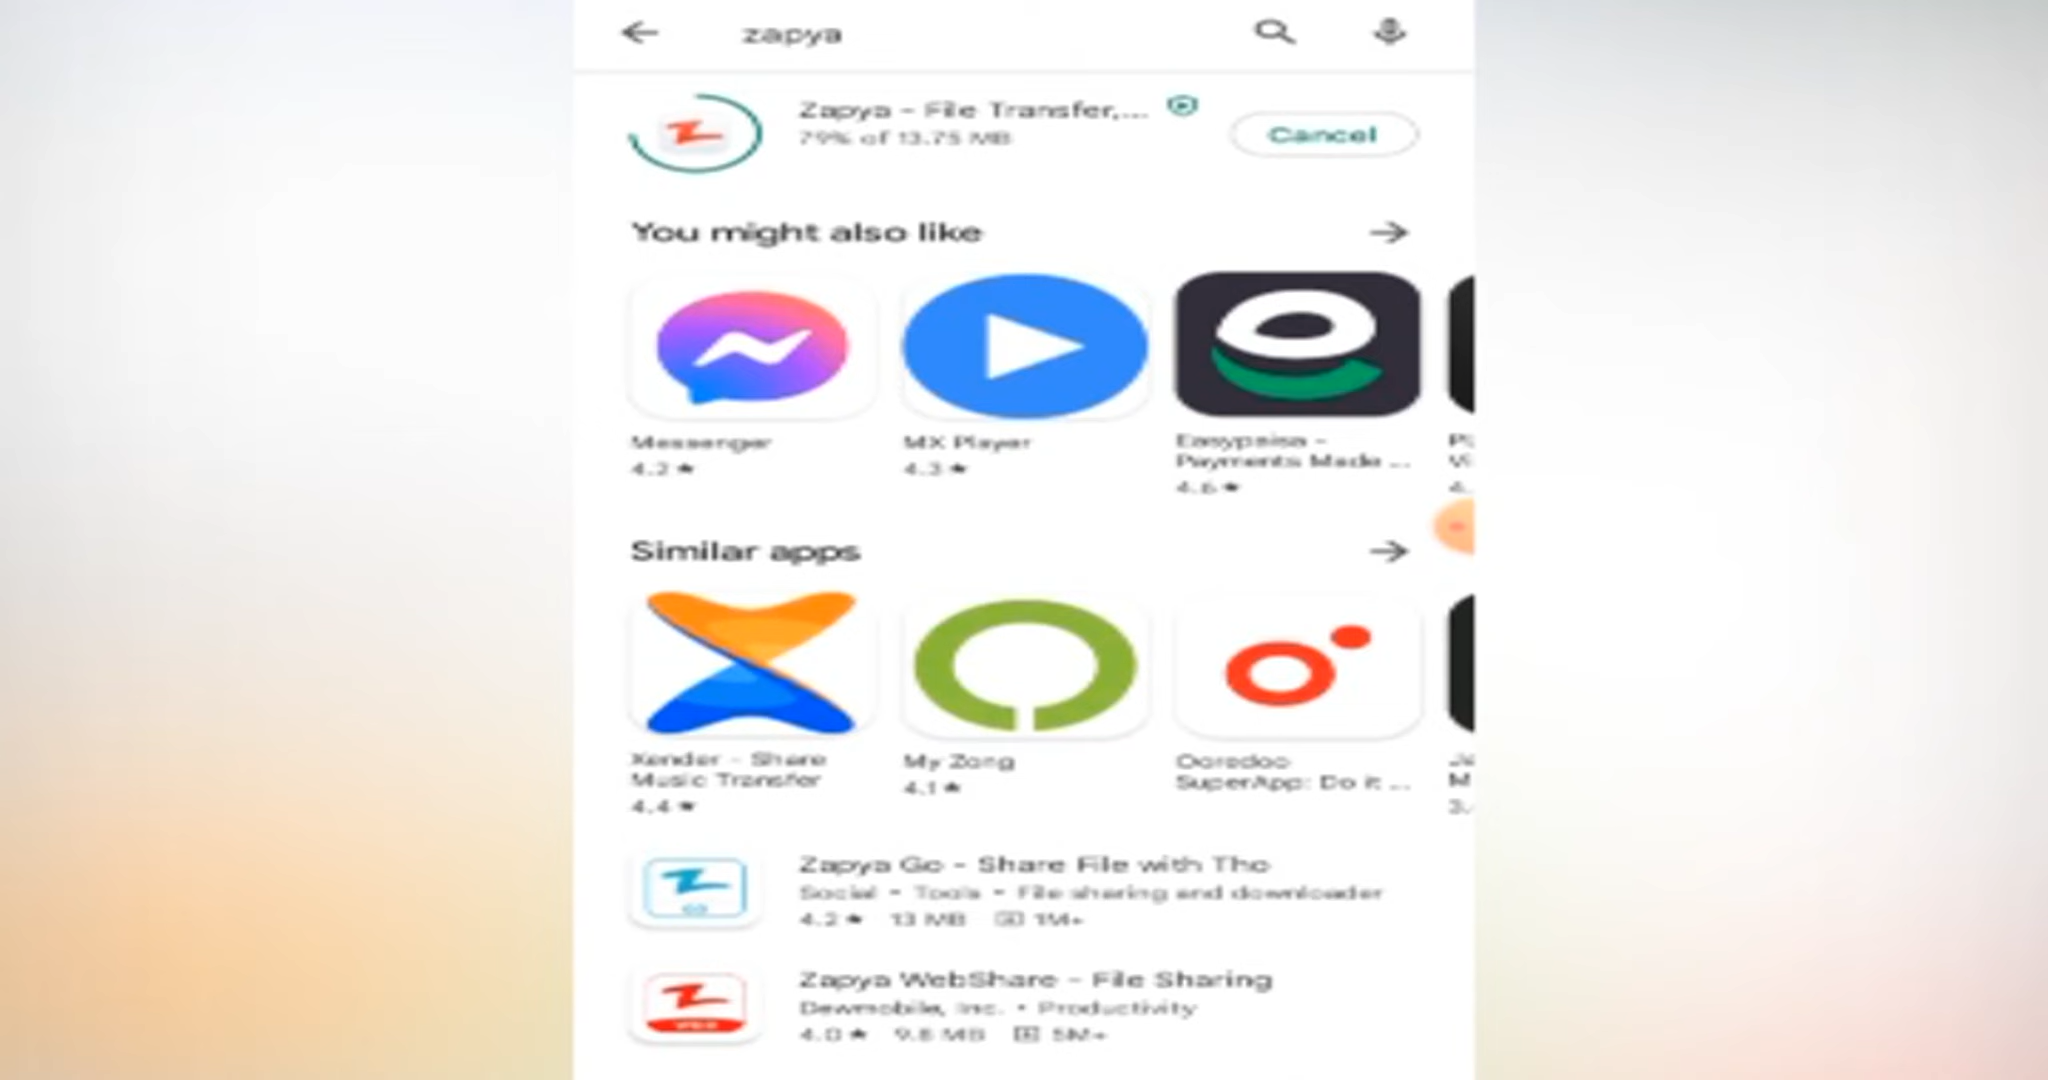 zapya
Zapya - File Transfer,...
79% of 13.75 MB
Cancel
You might also like
Messenger
4.2 ★
MX Player
4.3 ★
Easypaisa -
Payments Made ...
4.6 ★
Similar apps
Xender - Share
Music Transfer
4.4 ★
My Zong
4.1 ★
Ooredoo
SuperApp: Do it ...
Zapya Go - Share File with Tho
Social • Tools • File sharing and downloader
4.2 ★ 13 MB 1M+
Zapya WebShare - File Sharing
Dewmobile, Inc. • Productivity
4.0 ★ 9.8 MB 5M+